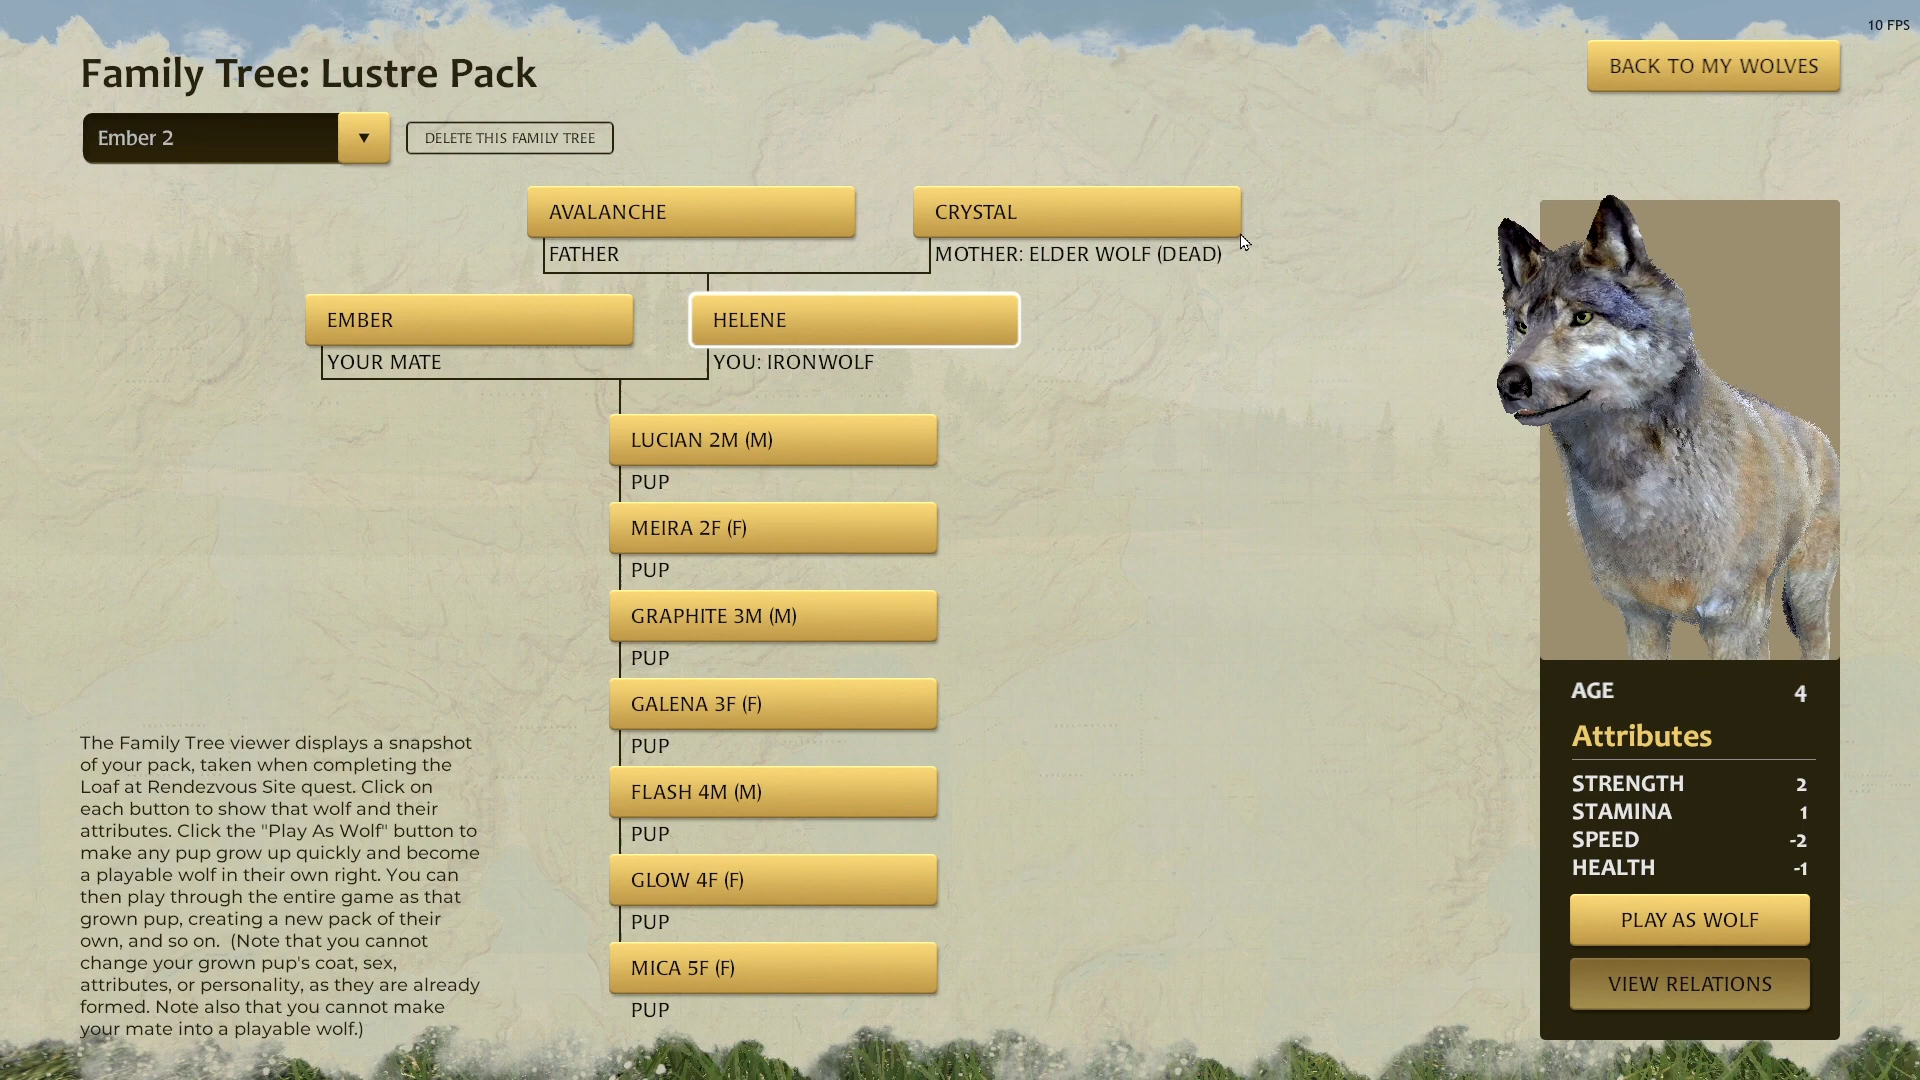 10 FPS
Family Tree: Lustre Pack
BACK TO MY WOLVES
Ember 2
DELETE THIS FAMILY TREE
AVALANCHE
CRYSTAL
FATHER
MOTHER: ELDER WOLF (DEAD)
EMBER
HELENE
YOUR MATE
YOU: IRONWOLF
LUCIAN 2M (M)
PUP
MEIRA 2F (F)
PUP
GRAPHITE 3M (M)
PUP
GALENA 3F (F)
PUP
FLASH 4M (M)
PUP
GLOW 4F (F)
PUP
MICA 5F (F)
PUP
The Family Tree viewer displays a snapshot
of your pack, taken when completing the
Loaf at Rendezvous Site quest. Click on
each button to show that wolf and their
attributes. Click the "Play As Wolf" button to
make any pup grow up quickly and become
a playable wolf in their own right. You can
then play through the entire game as that
grown pup, creating a new pack of their
own, and so on.  (Note that you cannot
change your grown pup's coat, sex,
attributes, or personality, as they are already
formed. Note also that you cannot make
your mate into a playable wolf.)
AGE 4
Attributes
STRENGTH 2
STAMINA 1
SPEED -2
HEALTH -1
PLAY AS WOLF
VIEW RELATIONS